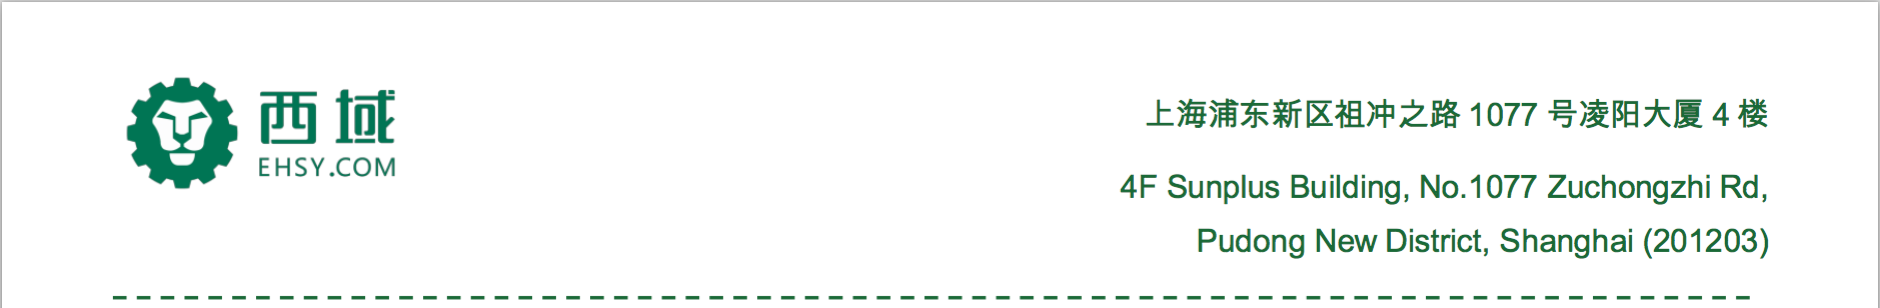 西域
EHSY.COM
上海浦东新区祖冲之路 1077 号凌阳大厦 4 楼
4F Sunplus Building, No.1077 Zuchongzhi Rd,
Pudong New District, Shanghai (201203)